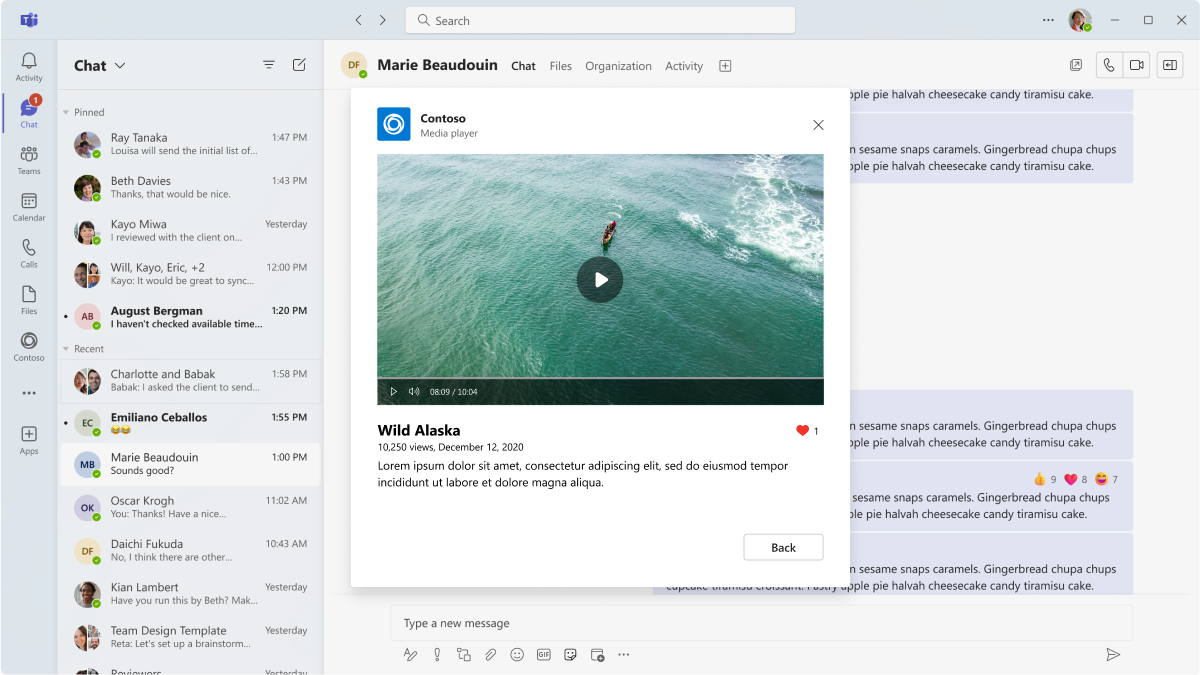 Search
Activity
1
Chat
Teams
Calendar
Calls
Files
Contoso
Apps
Chat
Pinned
Ray Tanaka 1:47 PM
Louisa will send the initial list of...
Beth Davies 1:43 PM
Thanks, that would be nice.
Kayo Miwa Yesterday
I reviewed with the client on...
Will, Kayo, Eric, +2 12:00 PM
Kayo: It would be great to sync...
AB August Bergman 1:20 PM
I haven't checked available time...
Recent
Charlotte and Babak 1:58 PM
Babak: I asked the client to send...
EC Emiliano Ceballos 1:55 PM
😂😂
MB Marie Beaudouin 1:00 PM
Sounds good?
OK Oscar Krogh 11:02 AM
You: Thanks! Have a nice...
DF Daichi Fukuda 10:43 AM
No, I think there are other...
Kian Lambert Yesterday
Have you run this by Beth? Mak...
Team Design Template Yesterday
Reta: Let's set up a brainstorm...
Reviewers Yesterday
DF Marie Beaudouin Chat Files Organization Activity
pple pie halvah cheesecake candy tiramisu cake.
n sesame snaps caramels. Gingerbread chupa chups
pple pie halvah cheesecake candy tiramisu cake.
Contoso
Media player
08:09 / 10:04
Wild Alaska
❤️ 1
10,250 views, December 12, 2020
Lorem ipsum dolor sit amet, consectetur adipiscing elit, sed do eiusmod tempor
incididunt ut labore et dolore magna aliqua.
Back
n sesame snaps caramels. Gingerbread chupa chups
pple pie halvah cheesecake candy tiramisu cake.
👍 9 ❤️ 8 😆 7
sesame snaps caramels. Gingerbread chupa chups
ple pie halvah cheesecake candy tiramisu cake.
n sesame snaps caramels. Gingerbread chupa chups
cupcake tiramisu croissant. Pastry apple pie halvah cheesecake candy tiramisu cake.
Type a new message
GIF